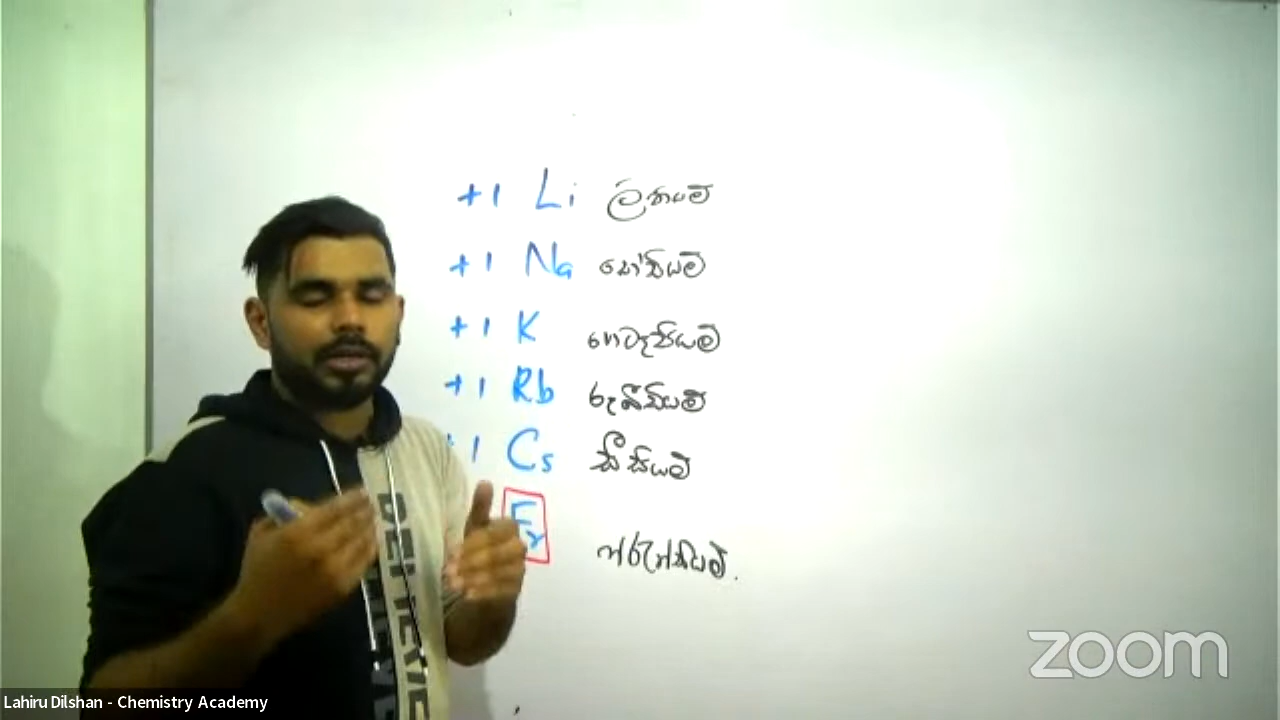 +1 Li ලිතියම්
+1 Na සෝඩියම්
+1 K පොටෑසියම්
+1 Rb රුබීඩියම්
+1 Cs සීසියම්
Fr ෆ්රැන්සියම්.
BELIEVE
zoom
Lahiru Dilshan - Chemistry Academy